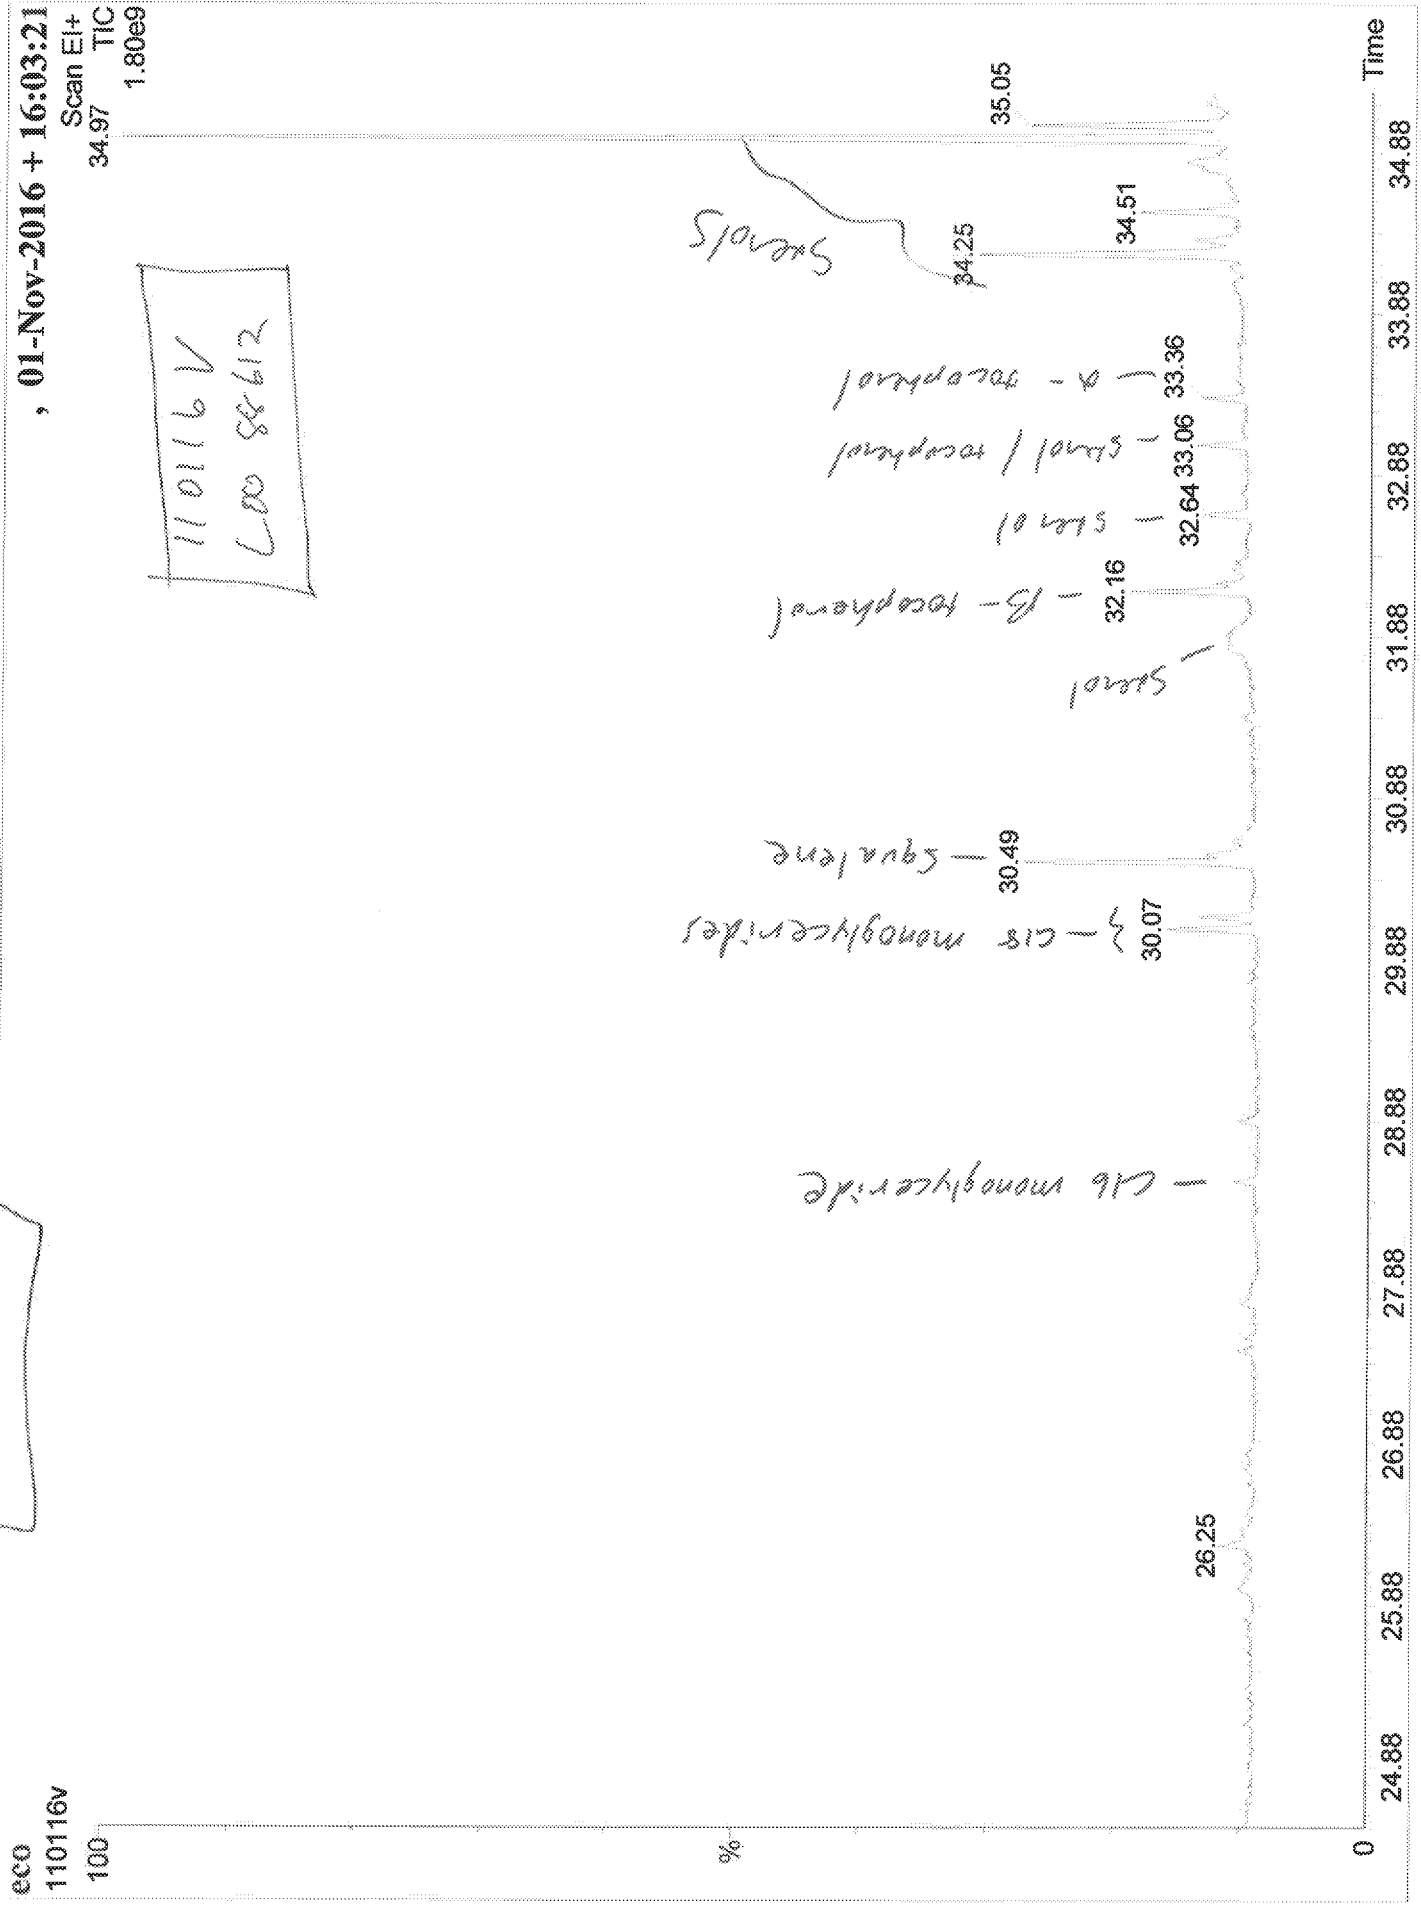 eco
110116v
, 01-Nov-2016 + 16:03:21
Scan EI+
TIC
1.80e9
110116V
L00 88612
100
%
0
34.97
35.05
Sterols
34.25
34.51
α - tocopherol
33.36
sterol / tocopherol
33.06
sterol
32.64
β - tocopherol
32.16
Sterol
Squalene
30.49
C18 monoglycerides
30.07
C16 monoglyceride
26.25
24.88 25.88 26.88 27.88 28.88 29.88 30.88 31.88 32.88 33.88 34.88
Time